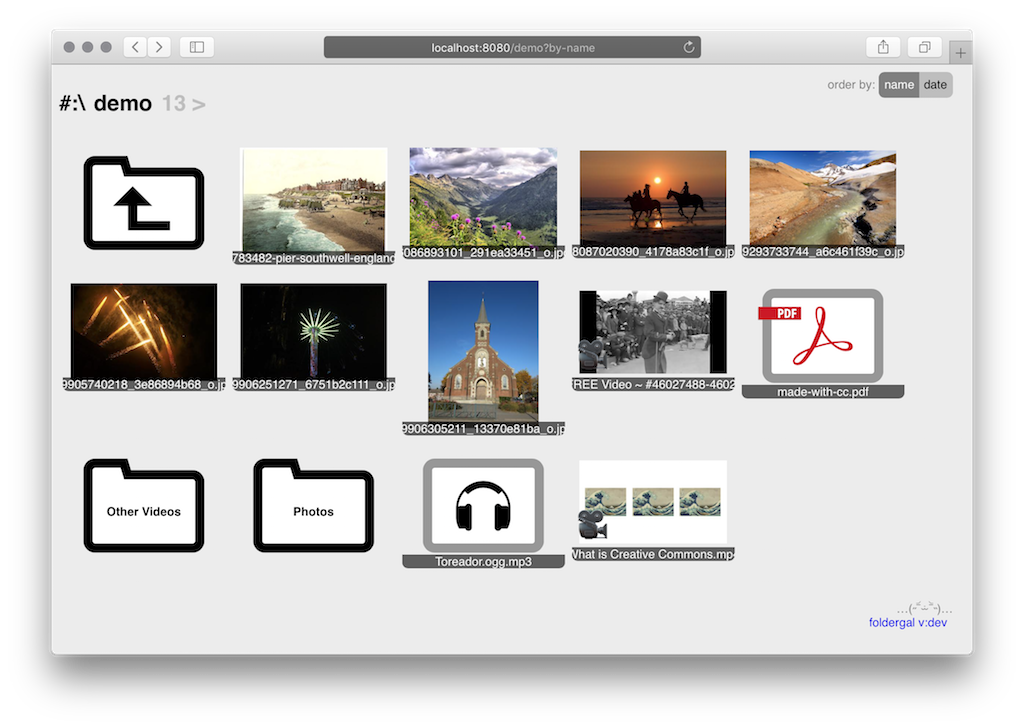 localhost:8080/demo?by-name
order by: name date
#:\ demo 13 >
783482-pier-southwell-england
086893101_291ea33451_o.jp
8087020390_4178a83c1f_o.jp
9293733744_a6c461f39c_o.jp
9905740218_3e86894b68_o.jp
9906251271_6751b2c111_o.jp
9906305211_13370e81ba_o.jp
REE Video ~ #46027488-4602
PDF
made-with-cc.pdf
Other Videos
Photos
Toreador.ogg.mp3
What is Creative Commons.mp
foldergal v:dev